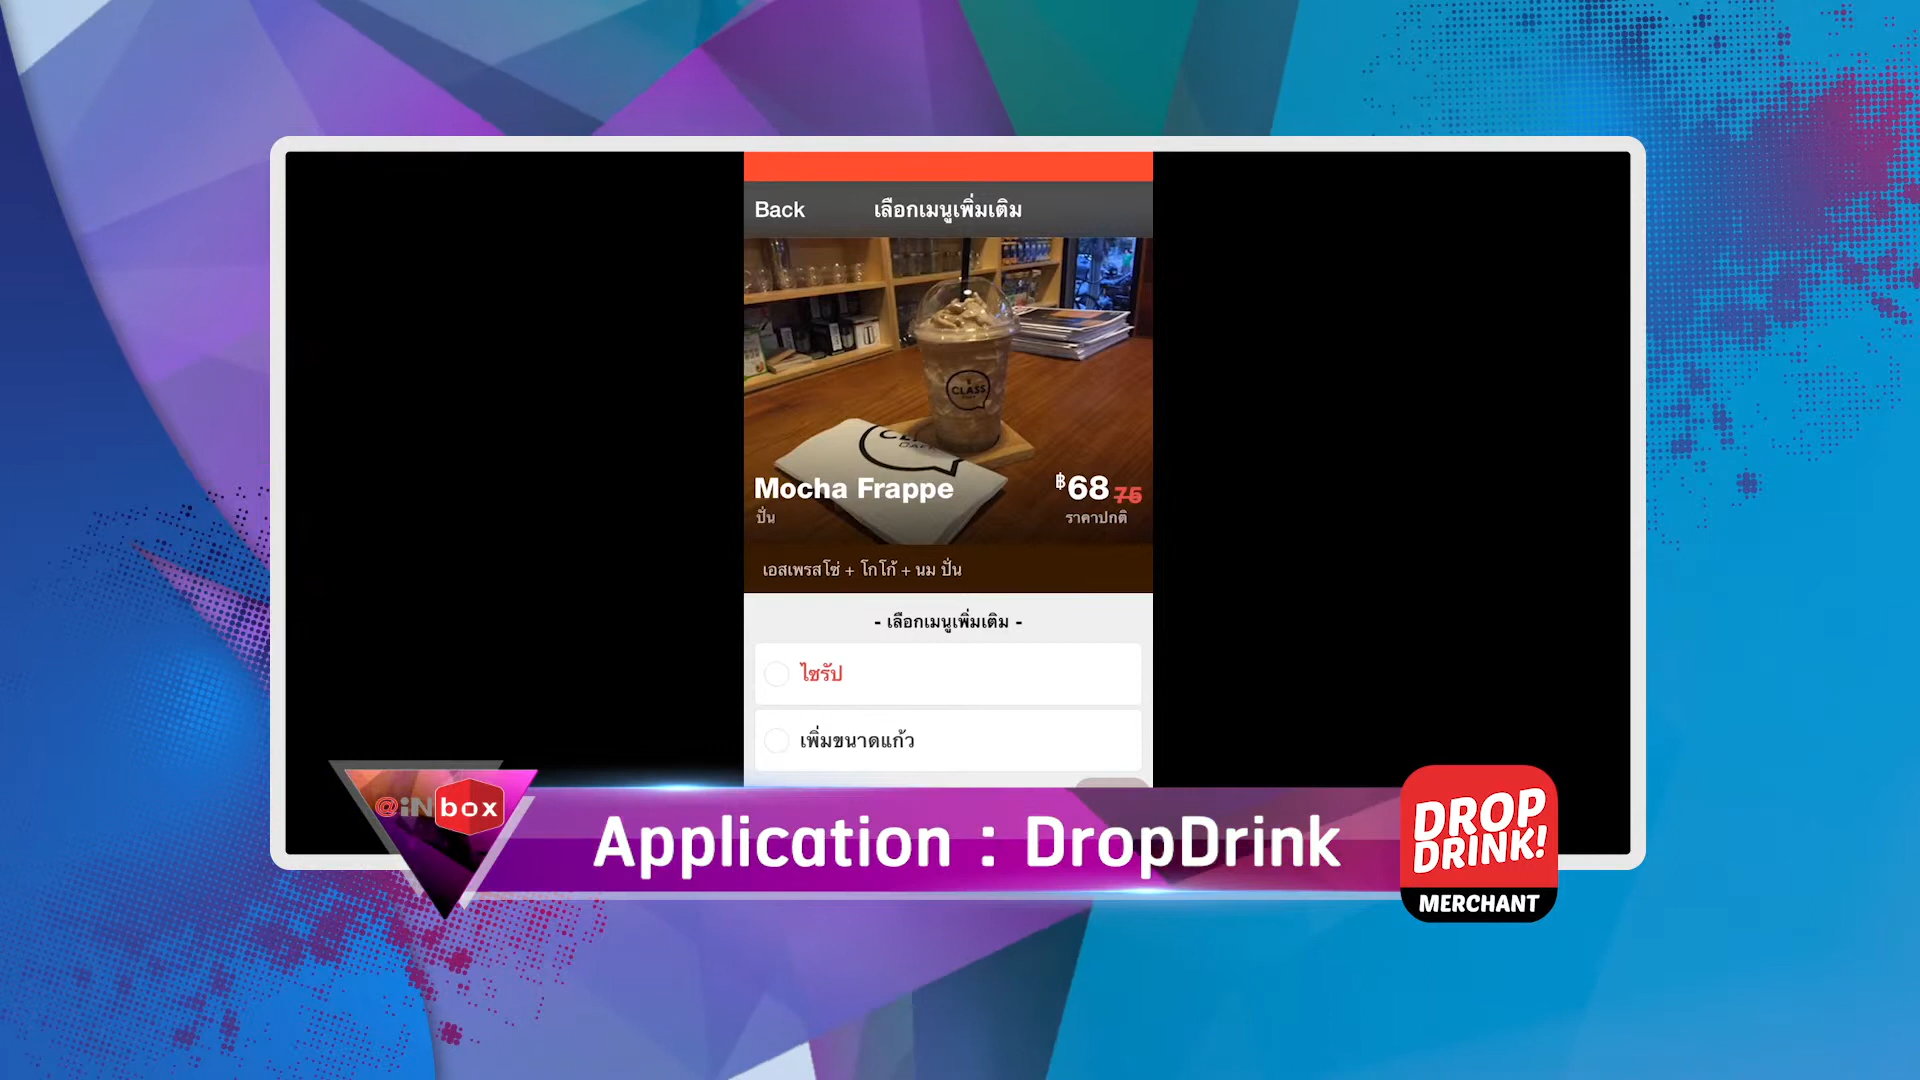 Back
เลือกเมนูเพิ่มเติม
CLASS
Mocha Frappe
฿68 75
ปั่น
ราคาปกติ
เอสเพรสโซ่ + โกโก้ + นม ปั่น
- เลือกเมนูเพิ่มเติม -
ไซรัป
เพิ่มขนาดแก้ว
@iNbox
Application : DropDrink
DROP
DRINK!
MERCHANT